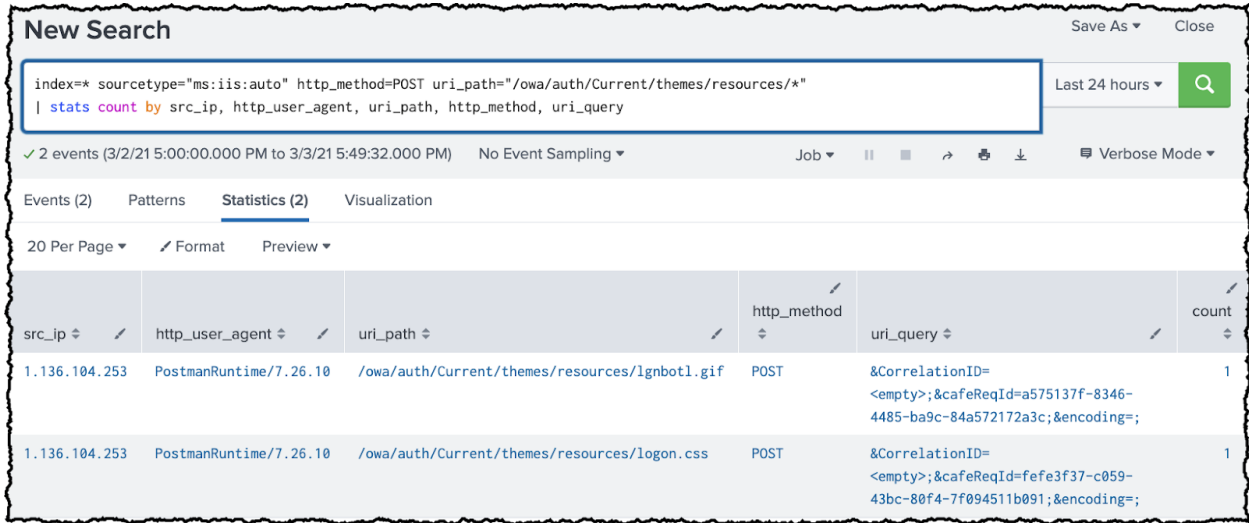 New Search
Save As
Close
index=* sourcetype="ms:iis:auto" http_method=POST uri_path="/owa/auth/Current/themes/resources/*"
| stats count by src_ip, http_user_agent, uri_path, http_method, uri_query
Last 24 hours
2 events (3/2/21 5:00:00.000 PM to 3/3/21 5:49:32.000 PM)
No Event Sampling
Job
Verbose Mode
Events (2)
Patterns
Statistics (2)
Visualization
20 Per Page
Format
Preview
src_ip
http_user_agent
uri_path
http_method
uri_query
count
1.136.104.253
PostmanRuntime/7.26.10
/owa/auth/Current/themes/resources/lgnbotl.gif
POST
&CorrelationID=
<empty>;&cafeReqId=a575137f-8346-
4485-ba9c-84a572172a3c;&encoding=;
1
1.136.104.253
PostmanRuntime/7.26.10
/owa/auth/Current/themes/resources/logon.css
POST
&CorrelationID=
<empty>;&cafeReqId=fefe3f37-c059-
43bc-80f4-7f094511b091;&encoding=;
1